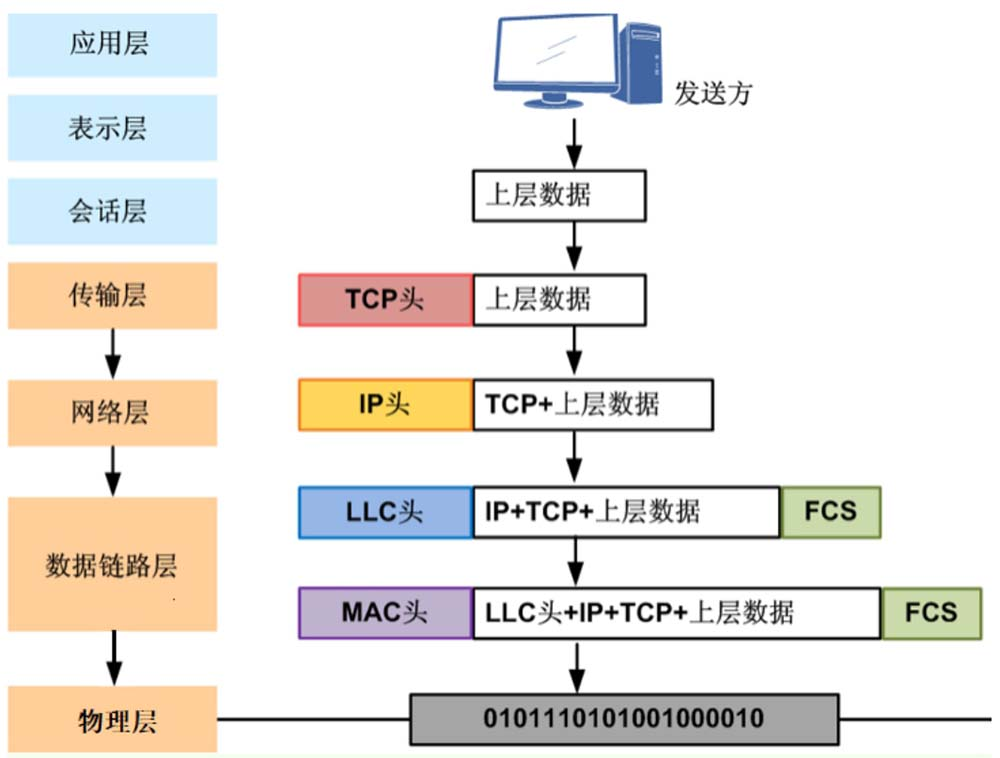 应用层
发送方
表示层
会话层
上层数据
传输层
TCP头 上层数据
网络层
IP头 TCP+上层数据
LLC头 IP+TCP+上层数据 FCS
数据链路层
MAC头 LLC头+IP+TCP+上层数据 FCS
物理层
0101110101001000010